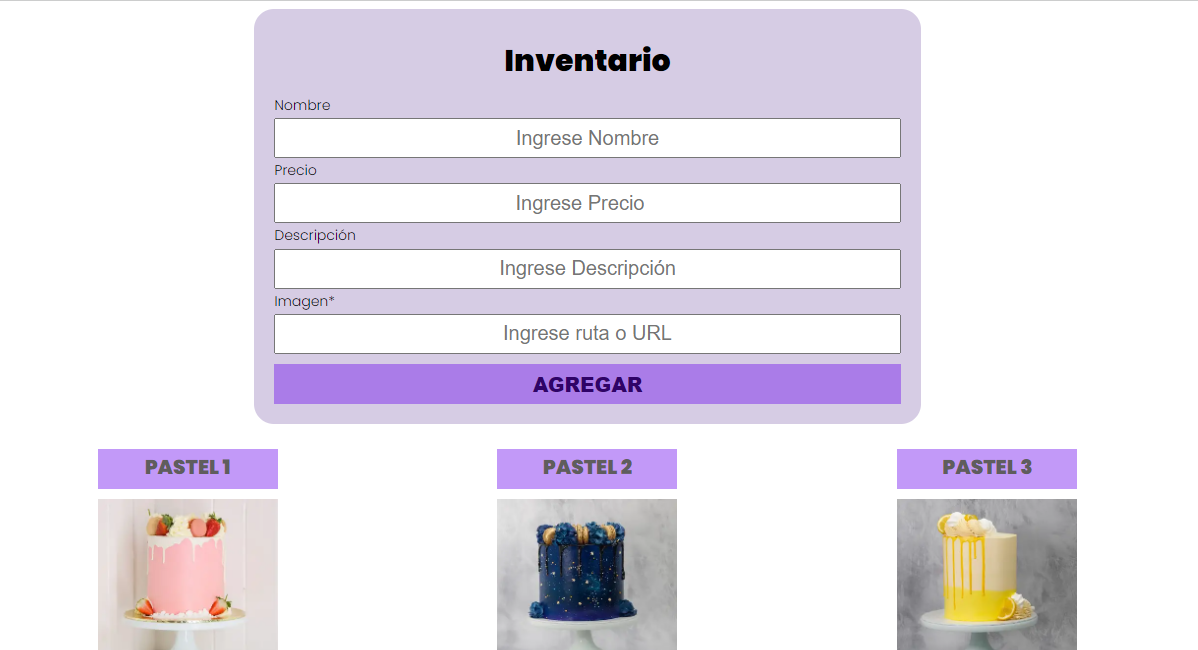 Inventario
Nombre
Ingrese Nombre
Precio
Ingrese Precio
Descripción
Ingrese Descripción
Imagen*
Ingrese ruta o URL
AGREGAR
PASTEL 1
PASTEL 2
PASTEL 3